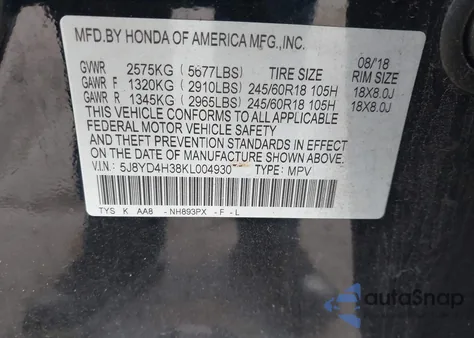 MFD.BY HONDA OF AMERICA MFG.,INC.
08/18
GVWR 2575KG (5677LBS) TIRE SIZE RIM SIZE
GAWR F 1320KG (2910LBS) 245/60R18 105H 18X8.0J
GAWR R 1345KG (2965LBS) 245/60R18 105H 18X8.0J
THIS VEHICLE CONFORMS TO ALL APPLICABLE
FEDERAL MOTOR VEHICLE SAFETY
AND THEFT PREVENTION STANDARDS IN EFFECT
ON THE DATE OF MANUFACTURE SHOWN ABOVE.
V.I.N: 5J8YD4H38KL004930 TYPE: MPV
TYS K AA8 - NH893PX - F - L
autoSnap